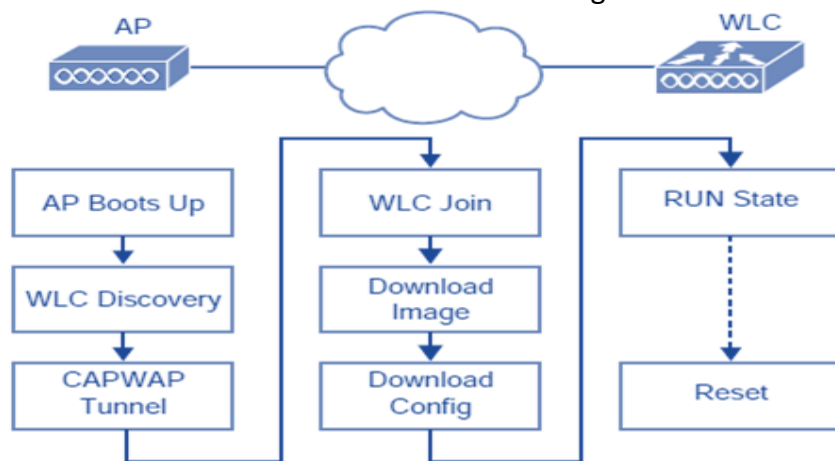 AP
WLC
AP Boots Up
WLC Discovery
CAPWAP
Tunnel
WLC Join
Download
Image
Download
Config
RUN State
Reset